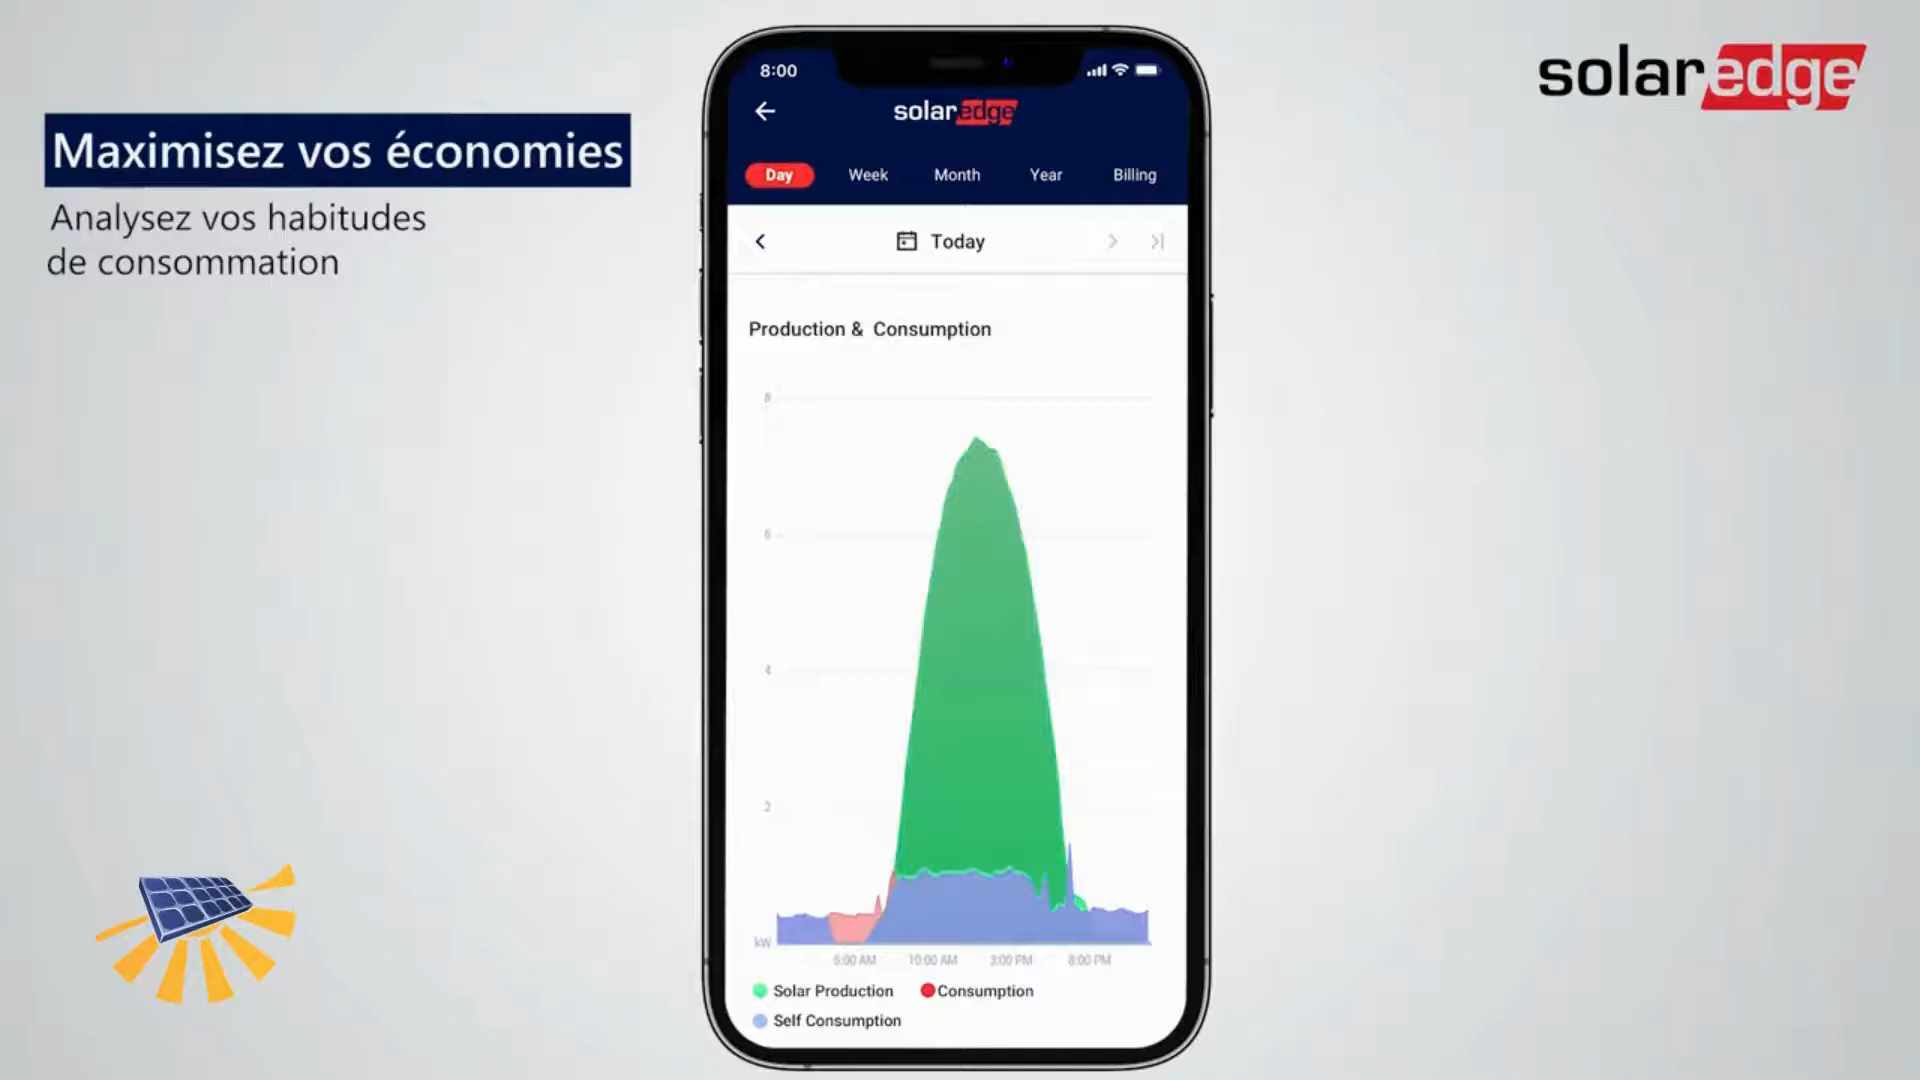 Maximisez vos économies
Analysez vos habitudes
de consommation
solaredge
8:00
solaredge
Day Week Month Year Billing
Today
Production & Consumption
8
6
4
2
kW
5:00 AM 10:00 AM 3:00 PM 8:00 PM
Solar Production Consumption
Self Consumption